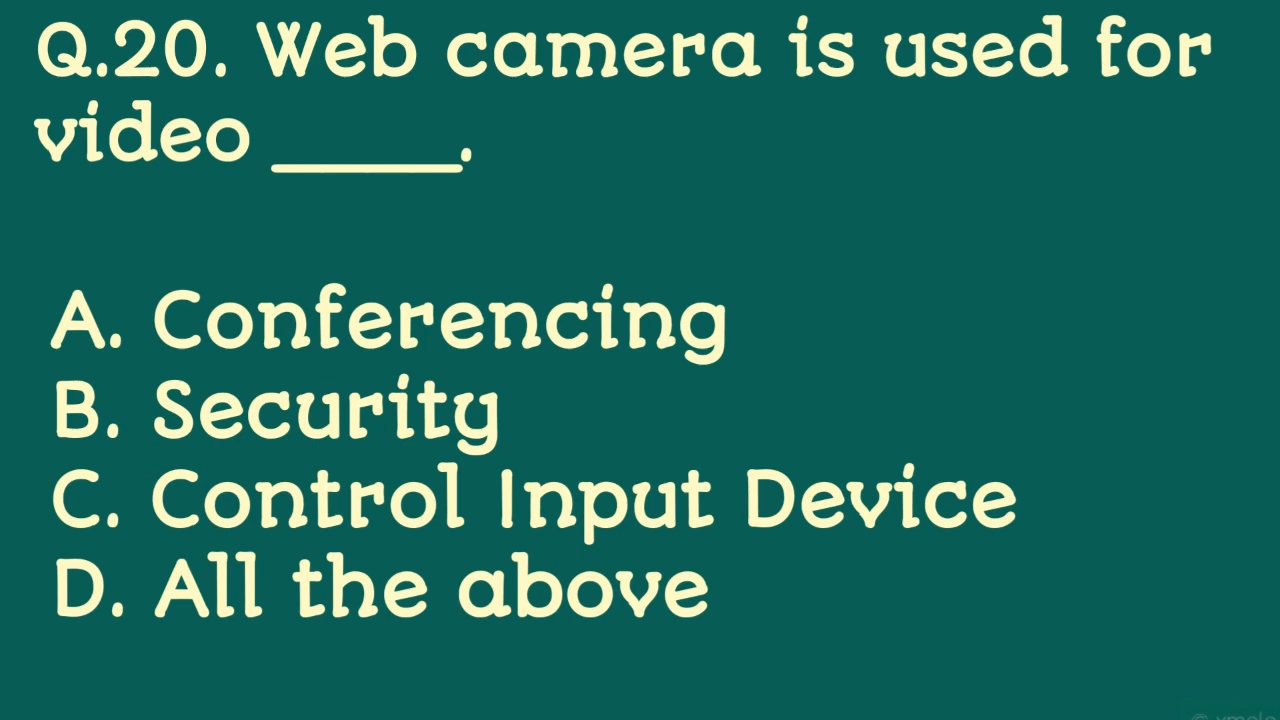 Q.20. Web camera is used for
video _____.
A. Conferencing
B. Security
C. Control Input Device
D. All the above